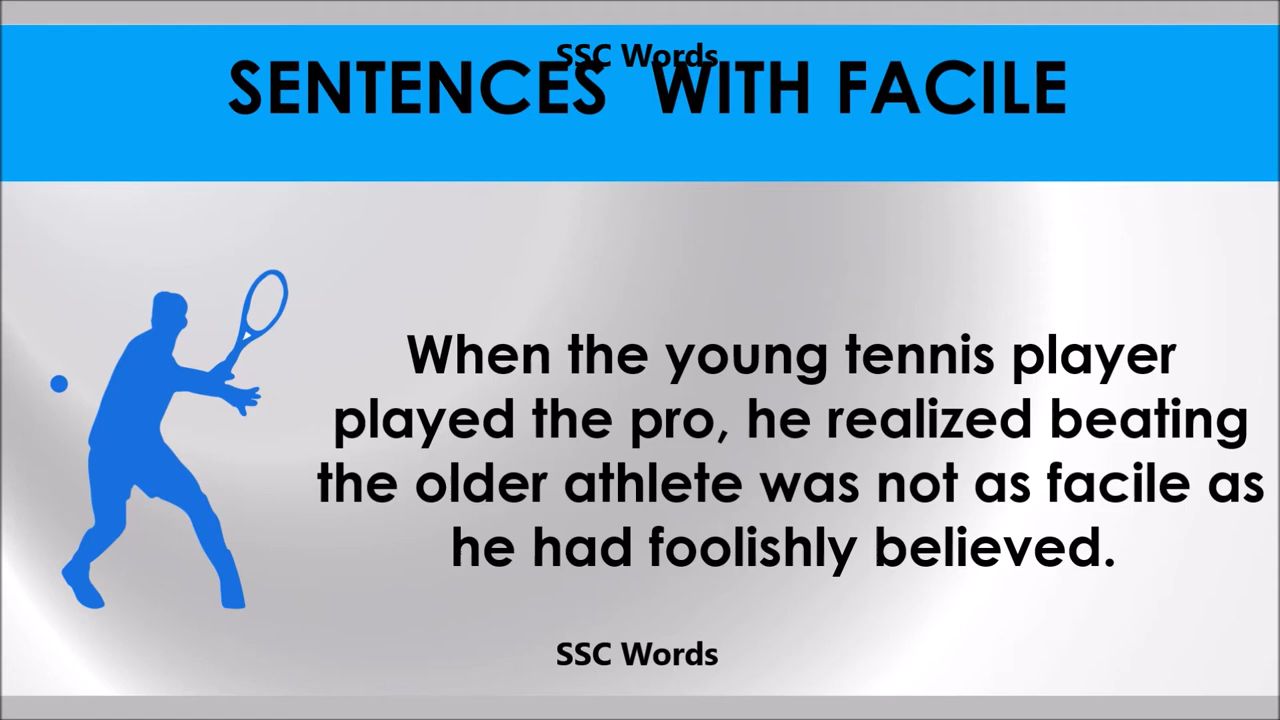 SSC Words
SENTENCES WITH FACILE
When the young tennis player
played the pro, he realized beating
the older athlete was not as facile as
he had foolishly believed.
SSC Words